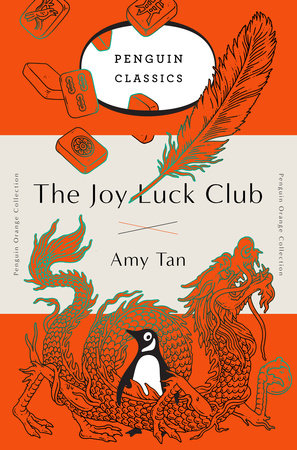 PENGUIN
CLASSICS
The Joy Luck Club
Amy Tan
Penguin Orange Collection
Penguin Orange Collection